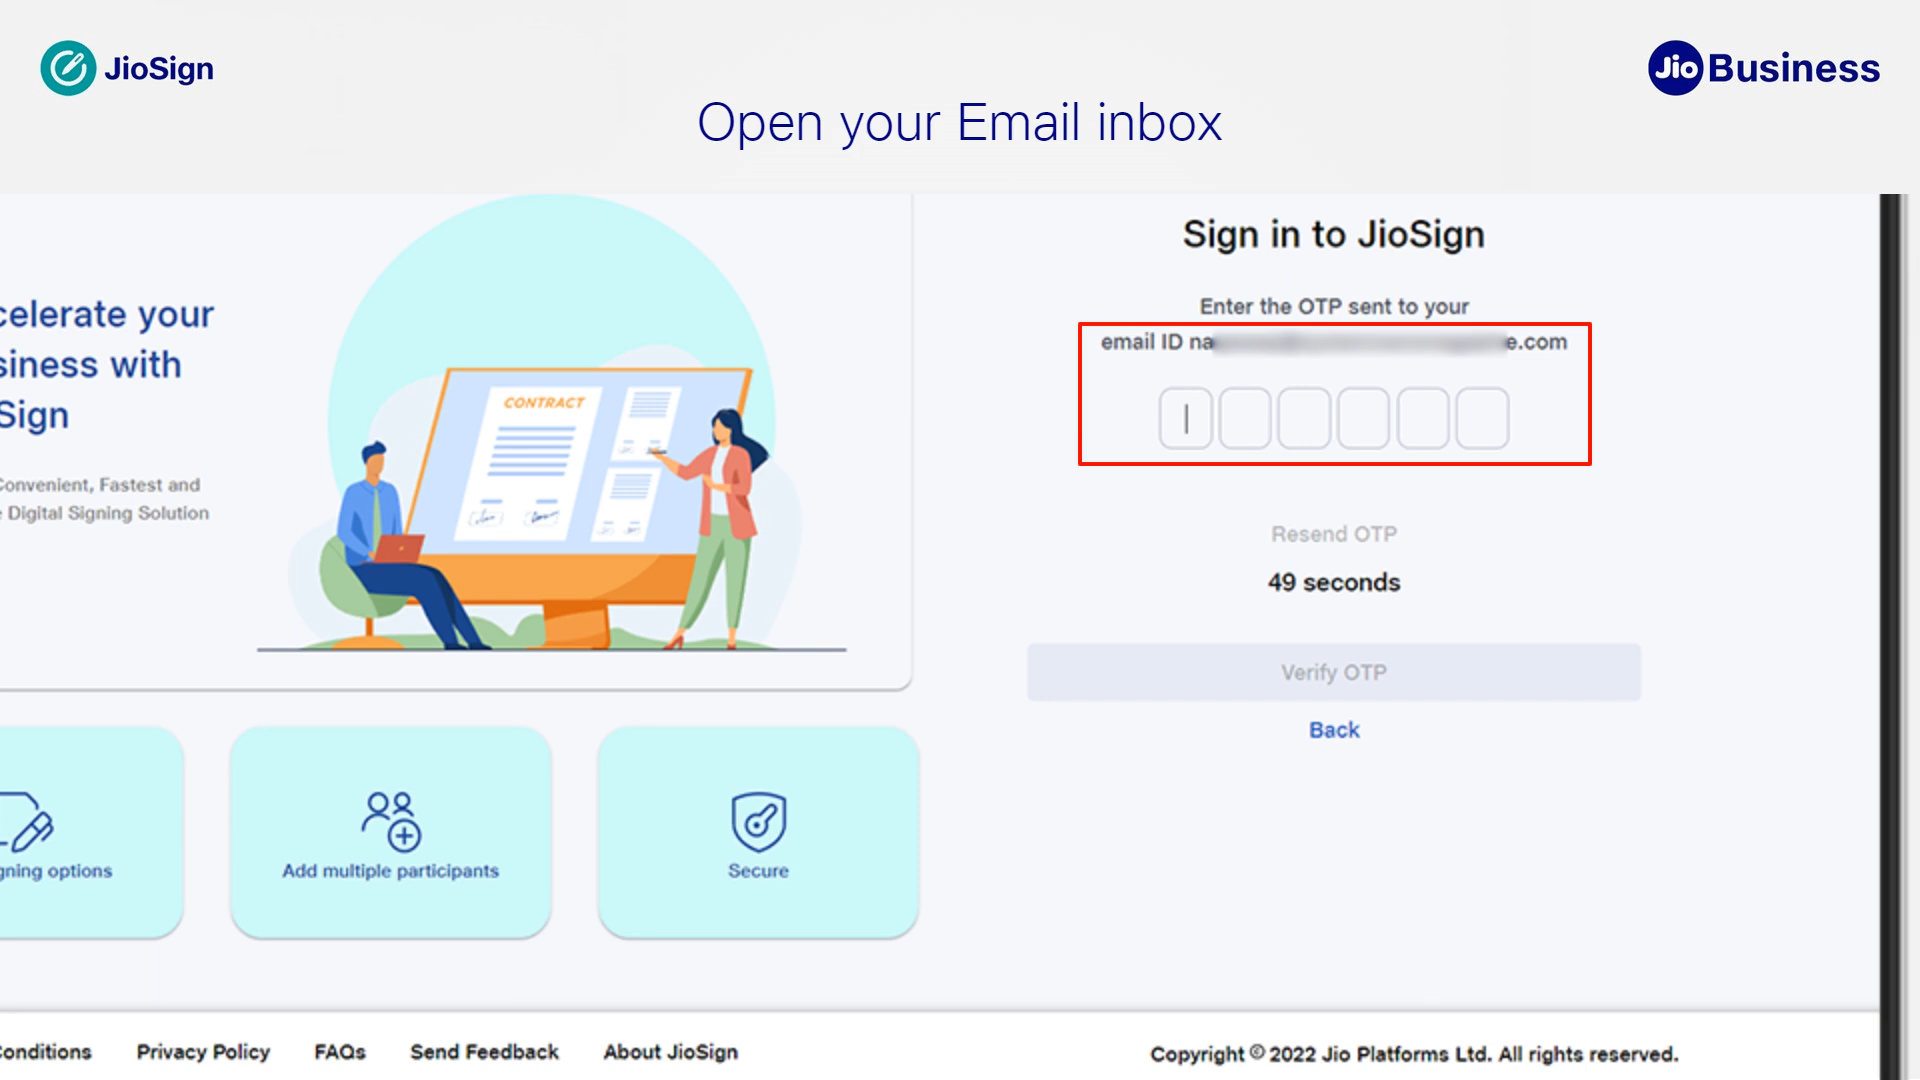 JioSign
Jio Business
Open your Email inbox
Sign in to JioSign
Enter the OTP sent to your
email ID na e.com
celerate your
siness with
Sign
Convenient, Fastest and
e Digital Signing Solution
CONTRACT
Resend OTP
49 seconds
Verify OTP
Back
gning options
Add multiple participants
Secure
Conditions
Privacy Policy
FAQs
Send Feedback
About JioSign
Copyright © 2022 Jio Platforms Ltd. All rights reserved.